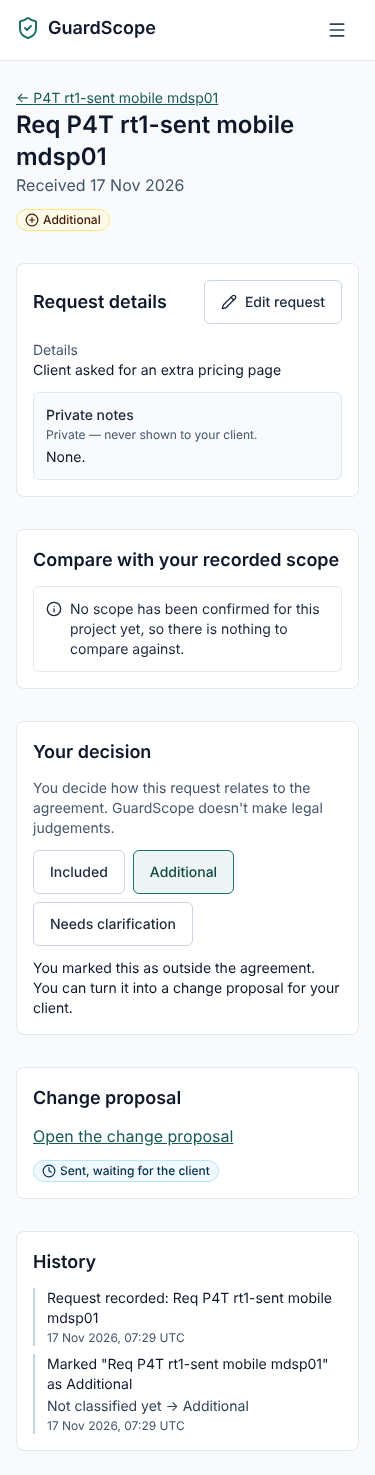 GuardScope
← P4T rt1-sent mobile mdsp01
Req P4T rt1-sent mobile
mdsp01
Received 17 Nov 2026
Additional
Request details
Edit request
Details
Client asked for an extra pricing page
Private notes
Private — never shown to your client.
None.
Compare with your recorded scope
No scope has been confirmed for this
project yet, so there is nothing to
compare against.
Your decision
You decide how this request relates to the
agreement. GuardScope doesn't make legal
judgements.
Included
Additional
Needs clarification
You marked this as outside the agreement.
You can turn it into a change proposal for your
client.
Change proposal
Open the change proposal
Sent, waiting for the client
History
Request recorded: Req P4T rt1-sent mobile
mdsp01
17 Nov 2026, 07:29 UTC
Marked "Req P4T rt1-sent mobile mdsp01"
as Additional
Not classified yet → Additional
17 Nov 2026, 07:29 UTC